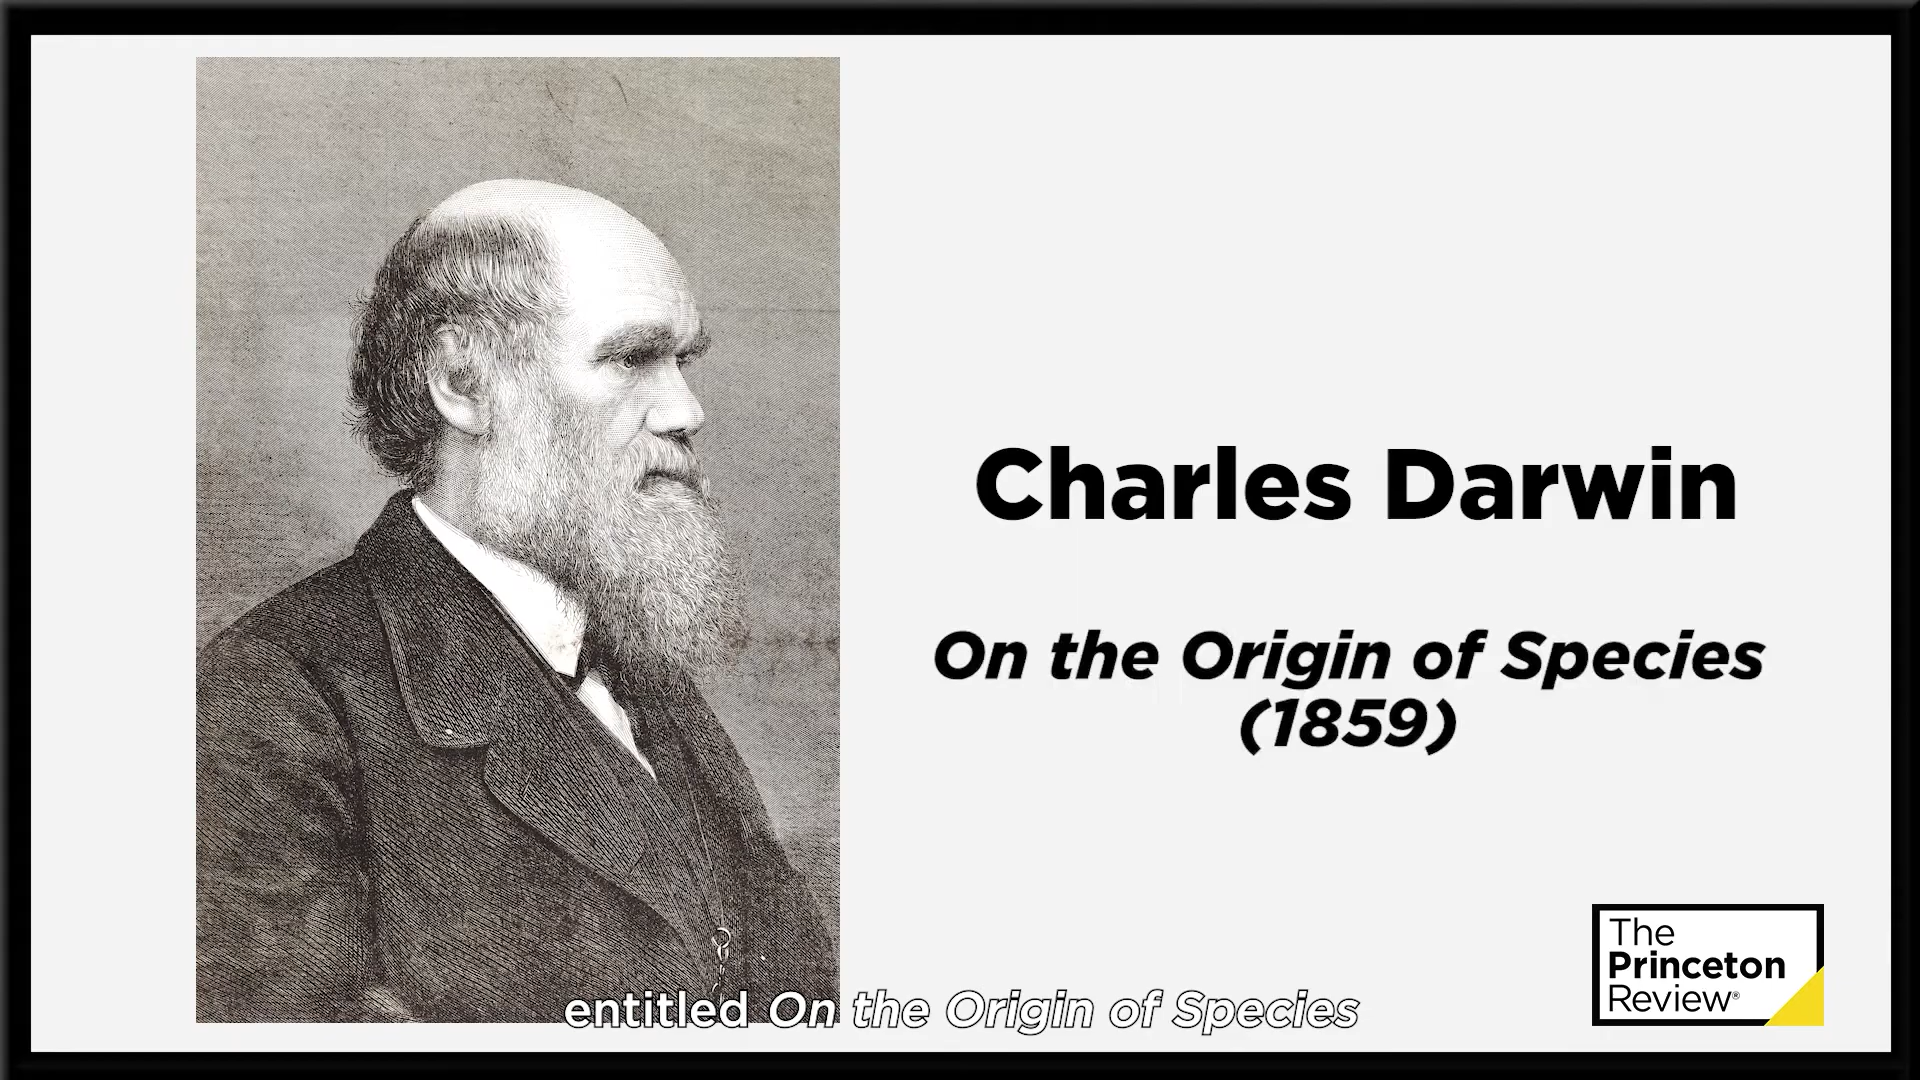 Charles Darwin
On the Origin of Species
(1859)
The
Princeton
Review®
entitled On the Origin of Species